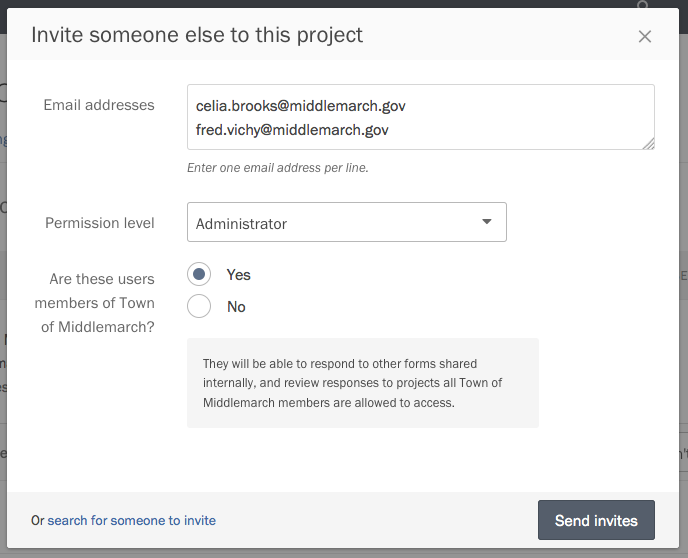 Invite someone else to this project
Email addresses
celia.brooks@middlemarch.gov
fred.vichy@middlemarch.gov
Enter one email address per line.
Permission level
Administrator
Are these users
members of Town
of Middlemarch?
Yes
No
They will be able to respond to other forms shared
internally, and review responses to projects all Town of
Middlemarch members are allowed to access.
Or search for someone to invite
Send invites